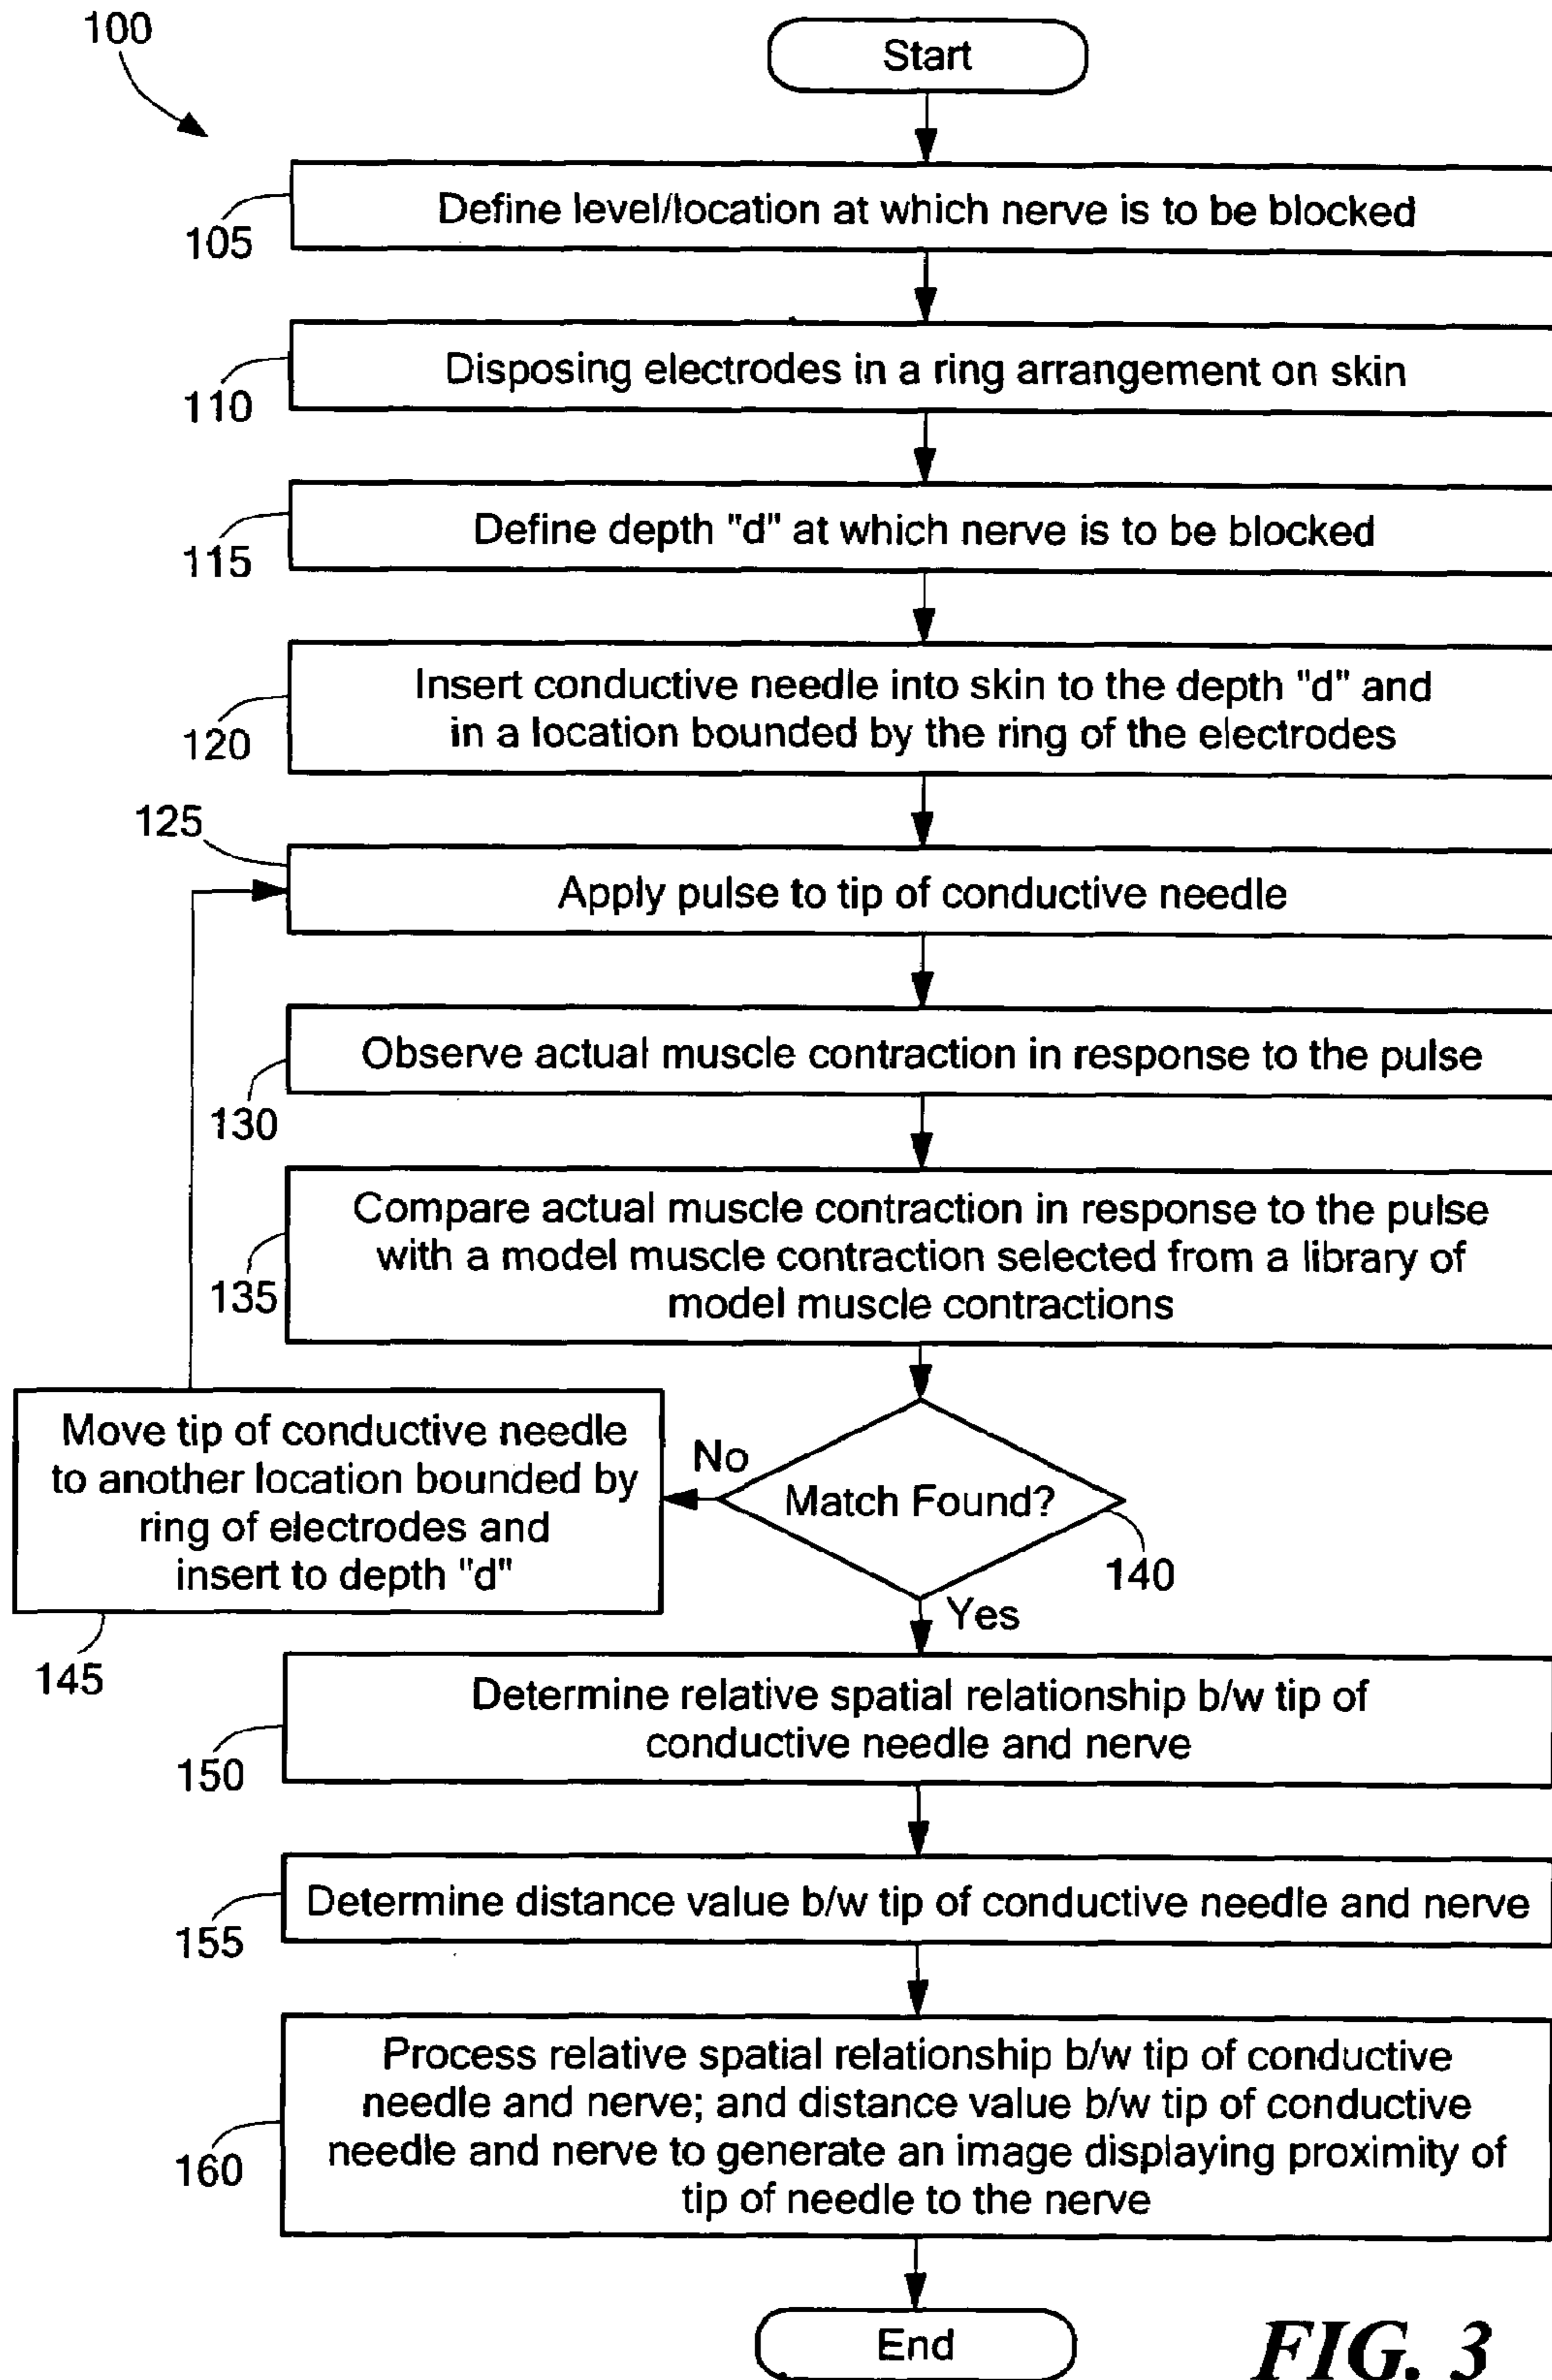 100
Start
Define level/location at which nerve is to be blocked
105
Disposing electrodes in a ring arrangement on skin
110
Define depth "d" at which nerve is to be blocked
115
Insert conductive needle into skin to the depth "d" and
in a location bounded by the ring of the electrodes
120
125
Apply pulse to tip of conductive needle
Observe actual muscle contraction in response to the pulse
130
Compare actual muscle contraction in response to the pulse
with a model muscle contraction selected from a library of
model muscle contractions
135
Move tip of conductive needle
to another location bounded by
ring of electrodes and
insert to depth "d"
145
No
Match Found?
140
Yes
Determine relative spatial relationship b/w tip of
conductive needle and nerve
150
Determine distance value b/w tip of conductive needle and nerve
155
Process relative spatial relationship b/w tip of conductive
needle and nerve; and distance value b/w tip of conductive
needle and nerve to generate an image displaying proximity of
tip of needle to the nerve
160
End
FIG. 3